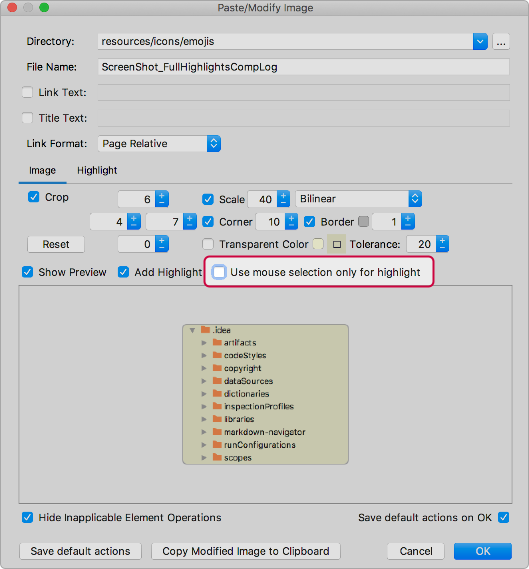 Paste/Modify Image
Directory: resources/icons/emojis ...
File Name: ScreenShot_FullHighlightsCompLog
Link Text:
Title Text:
Link Format: Page Relative
Image Highlight
Crop 6 Scale 40 Bilinear
4 7 Corner 10 Border 1
Reset 0 Transparent Color Tolerance: 20
Show Preview Add Highlight Use mouse selection only for highlight
.idea
artifacts
codeStyles
copyright
dataSources
dictionaries
inspectionProfiles
libraries
markdown-navigator
runConfigurations
scopes
Hide Inapplicable Element Operations Save default actions on OK
Save default actions Copy Modified Image to Clipboard Cancel OK